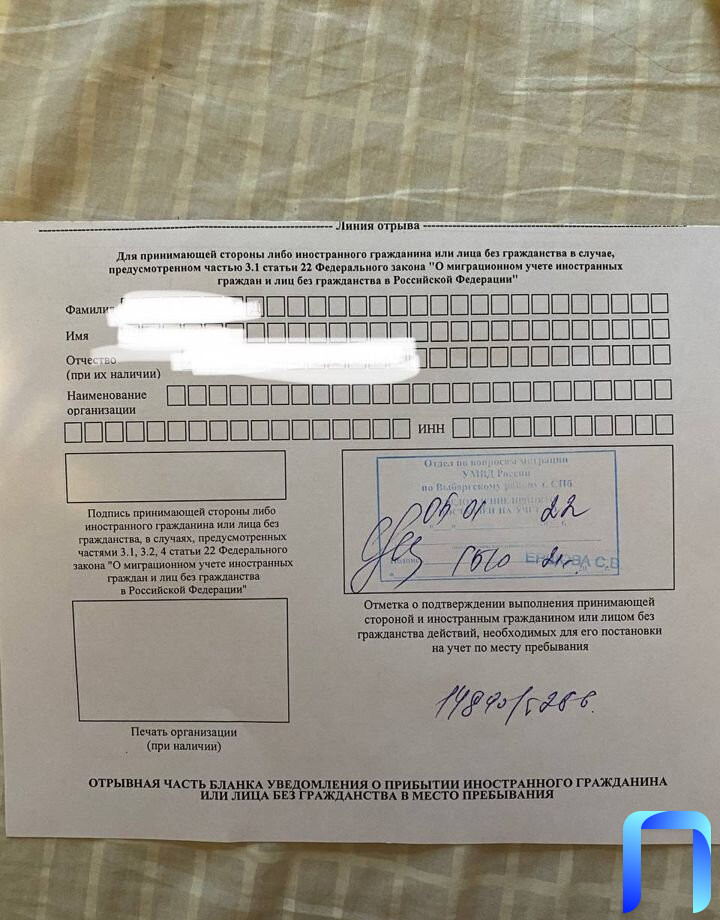 Линия отрыва
Для принимающей стороны либо иностранного гражданина или лица без гражданства в случае,
предусмотренном частью 3.1 статьи 22 Федерального закона "О миграционном учете иностранных
граждан и лиц без гражданства в Российской Федерации"
Имя
Отчество
(при их наличии)
Наименование
организации
ИНН
Отдел по вопросам миграции
УМВД России
по Выборгскому району г. СПб
05 01 22
Подпись принимающей стороны либо
иностранного гражданина или лица без
гражданства, в случаях, предусмотренных
частями 3.1, 3.2, 4 статьи 22 Федерального
закона "О миграционном учете иностранных
граждан и лиц без гражданства
в Российской Федерации"
Отметка о подтверждении выполнения принимающей
стороной и иностранным гражданином или лицом без
гражданства действий, необходимых для его постановки
на учет по месту пребывания
Печать организации
(при наличии)
ОТРЫВНАЯ ЧАСТЬ БЛАНКА УВЕДОМЛЕНИЯ О ПРИБЫТИИ ИНОСТРАННОГО ГРАЖДАНИНА
ИЛИ ЛИЦА БЕЗ ГРАЖДАНСТВА В МЕСТО ПРЕБЫВАНИЯ